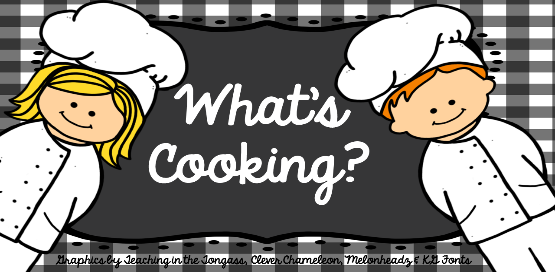 What's
Cooking?
Graphics by Teaching in the Tongass, Clever Chameleon, Melonheadz & KG Fonts